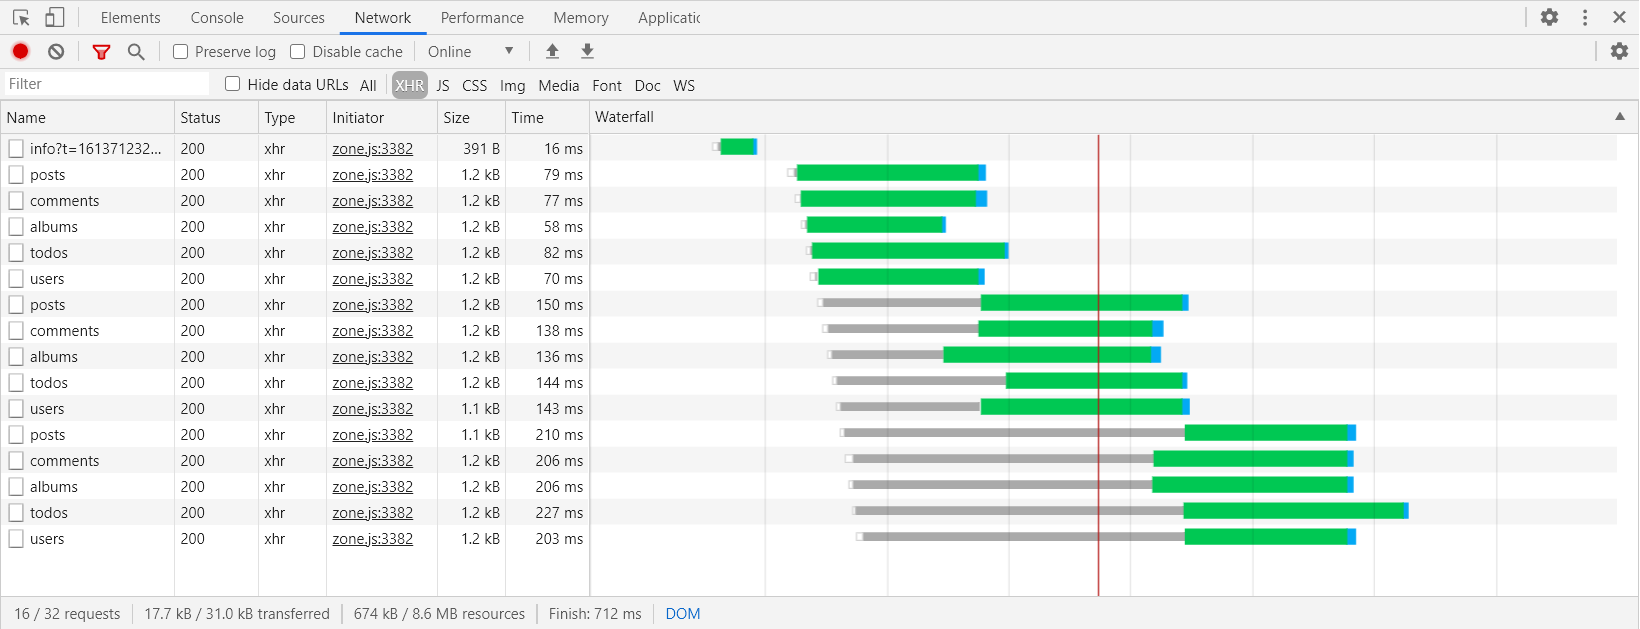 Elements Console Sources Network Performance Memory Applicatic
Preserve log Disable cache Online
Filter Hide data URLs All XHR JS CSS Img Media Font Doc WS
Name Status Type Initiator Size Time Waterfall
info?t=161371232... 200 xhr zone.js:3382 391 B 16 ms
posts 200 xhr zone.js:3382 1.2 kB 79 ms
comments 200 xhr zone.js:3382 1.2 kB 77 ms
albums 200 xhr zone.js:3382 1.2 kB 58 ms
todos 200 xhr zone.js:3382 1.2 kB 82 ms
users 200 xhr zone.js:3382 1.2 kB 70 ms
posts 200 xhr zone.js:3382 1.2 kB 150 ms
comments 200 xhr zone.js:3382 1.2 kB 138 ms
albums 200 xhr zone.js:3382 1.2 kB 136 ms
todos 200 xhr zone.js:3382 1.2 kB 144 ms
users 200 xhr zone.js:3382 1.1 kB 143 ms
posts 200 xhr zone.js:3382 1.1 kB 210 ms
comments 200 xhr zone.js:3382 1.2 kB 206 ms
albums 200 xhr zone.js:3382 1.2 kB 206 ms
todos 200 xhr zone.js:3382 1.2 kB 227 ms
users 200 xhr zone.js:3382 1.2 kB 203 ms
16 / 32 requests 17.7 kB / 31.0 kB transferred 674 kB / 8.6 MB resources Finish: 712 ms DOM